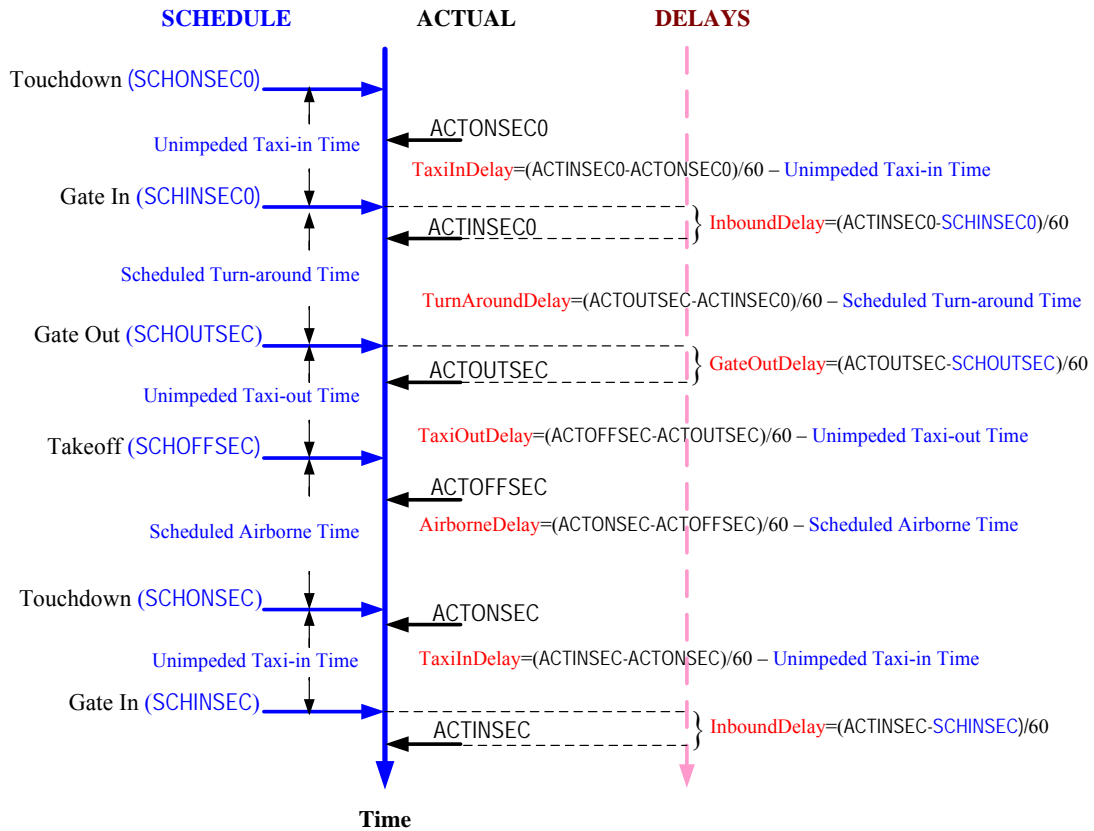 SCHEDULE ACTUAL DELAYS
Touchdown (SCHONSEC0)
ACTONSEC0
Unimpeded Taxi-in Time
TaxiInDelay=(ACTINSEC0-ACTONSEC0)/60 – Unimpeded Taxi-in Time
Gate In (SCHINSEC0)
ACTINSEC0
InboundDelay=(ACTINSEC0-SCHINSEC0)/60
Scheduled Turn-around Time
TurnAroundDelay=(ACTOUTSEC-ACTINSEC0)/60 – Scheduled Turn-around Time
Gate Out (SCHOUTSEC)
ACTOUTSEC
GateOutDelay=(ACTOUTSEC-SCHOUTSEC)/60
Unimpeded Taxi-out Time
TaxiOutDelay=(ACTOFFSEC-ACTOUTSEC)/60 – Unimpeded Taxi-out Time
Takeoff (SCHOFFSEC)
ACTOFFSEC
Scheduled Airborne Time
AirborneDelay=(ACTONSEC-ACTOFFSEC)/60 – Scheduled Airborne Time
Touchdown (SCHONSEC)
ACTONSEC
Unimpeded Taxi-in Time
TaxiInDelay=(ACTINSEC-ACTONSEC)/60 – Unimpeded Taxi-in Time
Gate In (SCHINSEC)
ACTINSEC
InboundDelay=(ACTINSEC-SCHINSEC)/60
Time